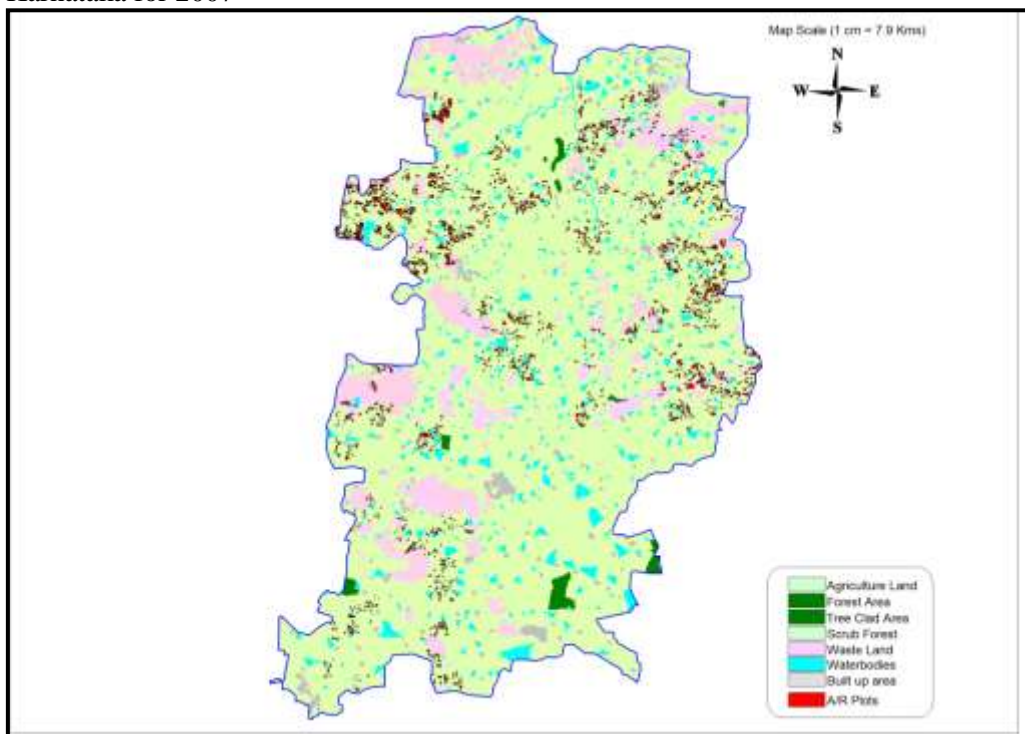 Map Scale (1 cm = 7.9 Kms)
N
W E
S
Agriculture Land
Forest Area
Tree Clad Area
Scrub Forest
Waste Land
Waterbodies
Built up area
A/R Plots